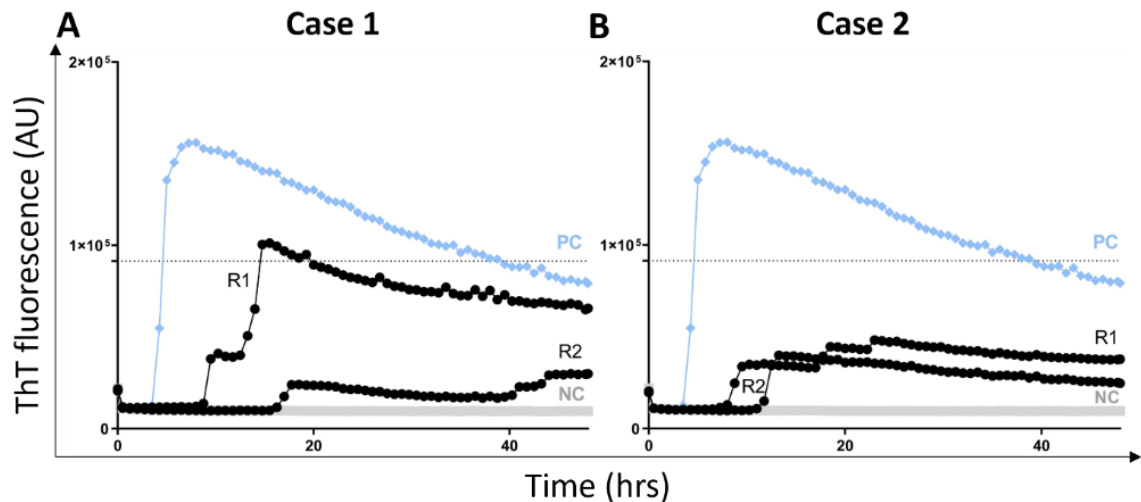 A Case 1
B Case 2
ThT fluorescence (AU)
2×10⁵
1×10⁵
0
PC
R1
R2
NC
0 20 40
2×10⁵
1×10⁵
0
PC
R1
R2
NC
0 20 40
Time (hrs)